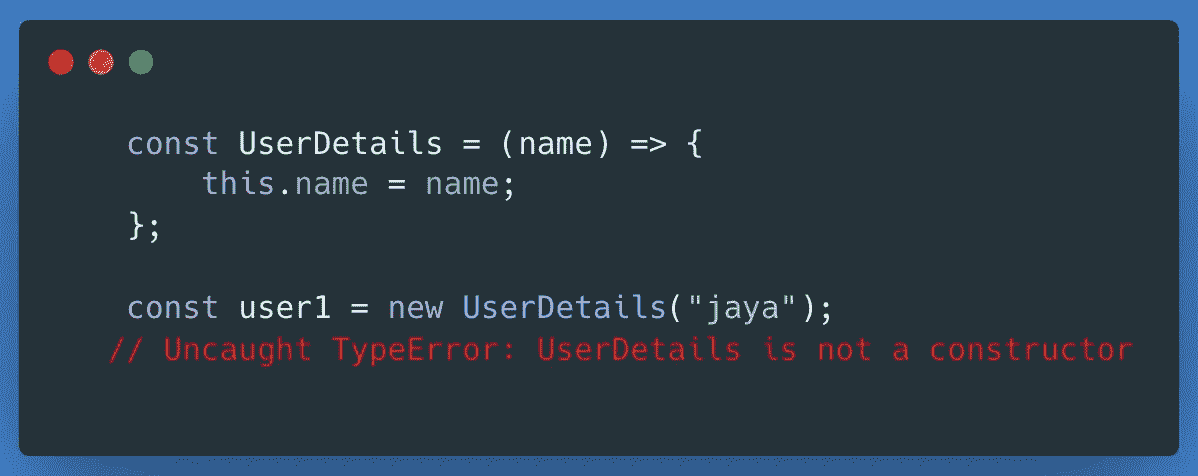 const UserDetails = (name) => {
    this.name = name;
};
const user1 = new UserDetails("jaya");
// Uncaught TypeError: UserDetails is not a constructor